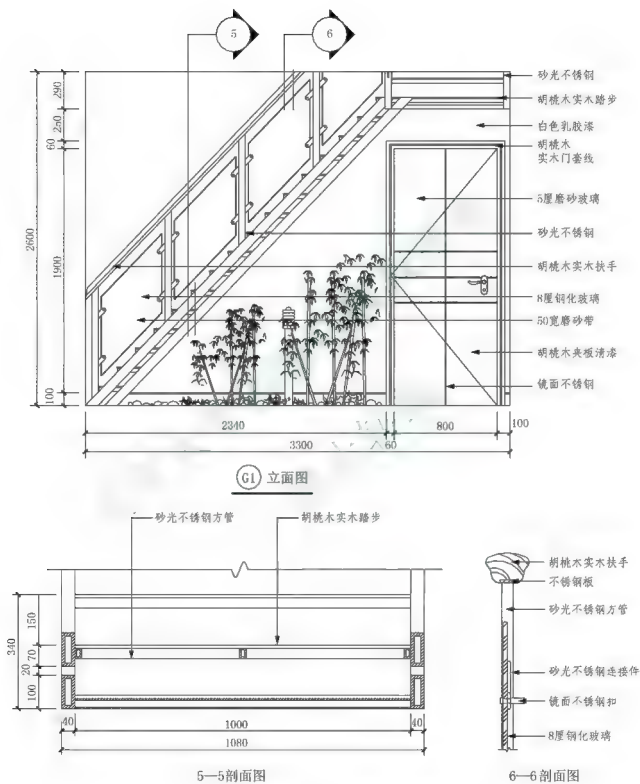 5
6
砂光不锈钢
胡桃木实木踏步
白色乳胶漆
胡桃木
实木门套线
5厘磨砂玻璃
砂光不锈钢
胡桃木实木扶手
8厘钢化玻璃
50宽磨砂带
胡桃木夹板清漆
镜面不锈钢
290
250
60
2600
1900
100
2340
60
800
100
3300
G1 立面图
砂光不锈钢方管
胡桃木实木踏步
340
150
70
20
100
40
1000
40
1080
5—5剖面图
胡桃木实木扶手
不锈钢板
砂光不锈钢方管
砂光不锈钢连接件
镜面不锈钢扣
8厘钢化玻璃
6—6剖面图